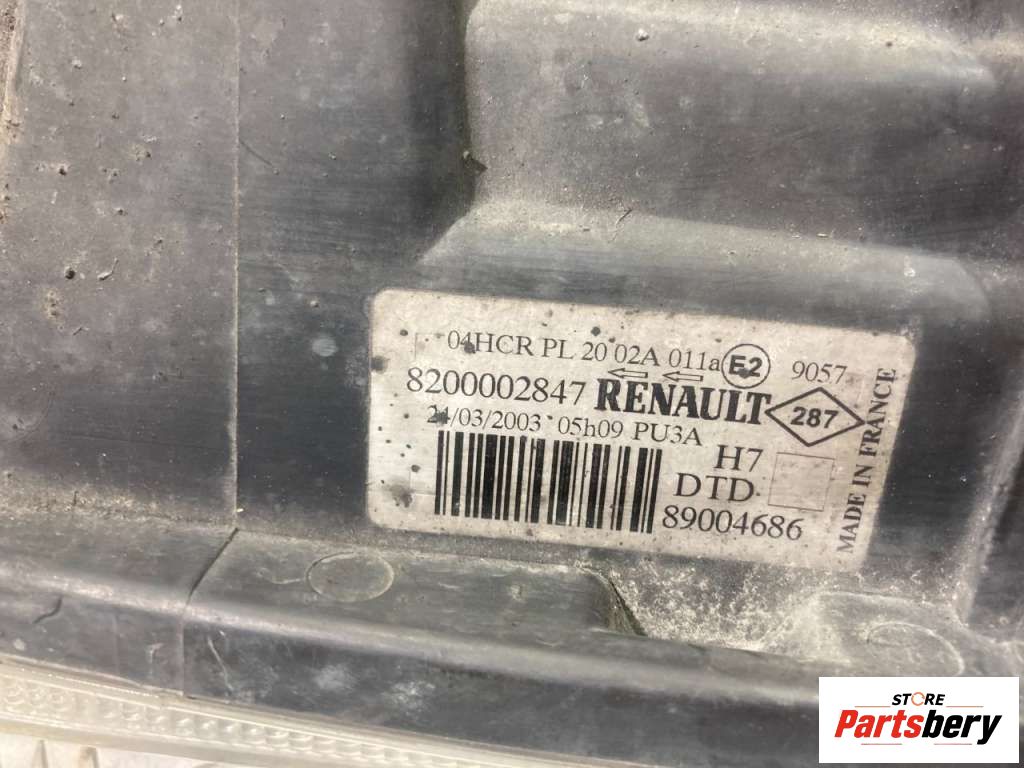 04HCR PL 20 02A 011a E2 9057
8200002847 RENAULT 287
24/03/2003 05h09 PU3A
H7
DTD
89004686
MADE IN FRANCE
STORE
Partsbery